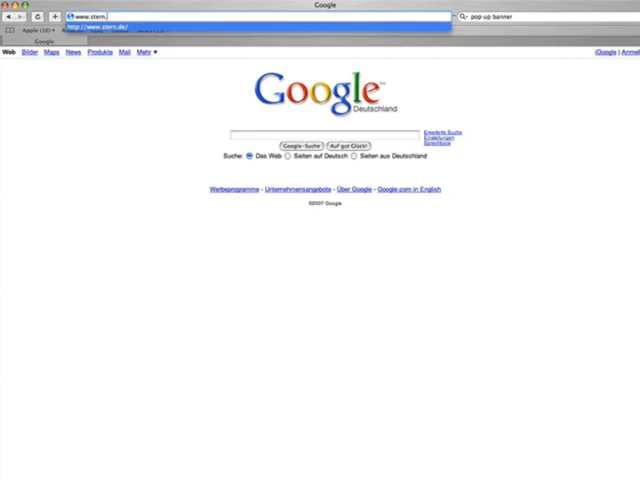 Google
www.stern.
pop up banner
http://www.stern.de/
Apple (16)
Google
Web Bilder Maps News Produkte Mail Mehr ▼
iGoogle |
Google™
Deutschland
Erweiterte Suche
Einstellungen
Sprachtools
Google-Suche Auf gut Glück!
Suche: Das Web Seiten auf Deutsch Seiten aus Deutschland
Werbeprogramme - Unternehmensangebote - Über Google - Google.com in English
©2007 Google